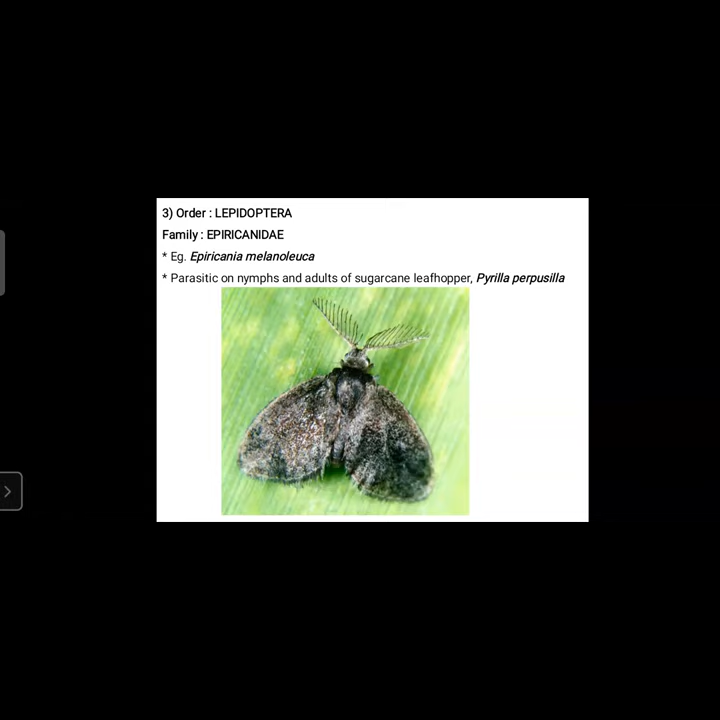 3) Order : LEPIDOPTERA
Family : EPIRICANIDAE
* Eg. Epiricania melanoleuca
* Parasitic on nymphs and adults of sugarcane leafhopper, Pyrilla perpusilla